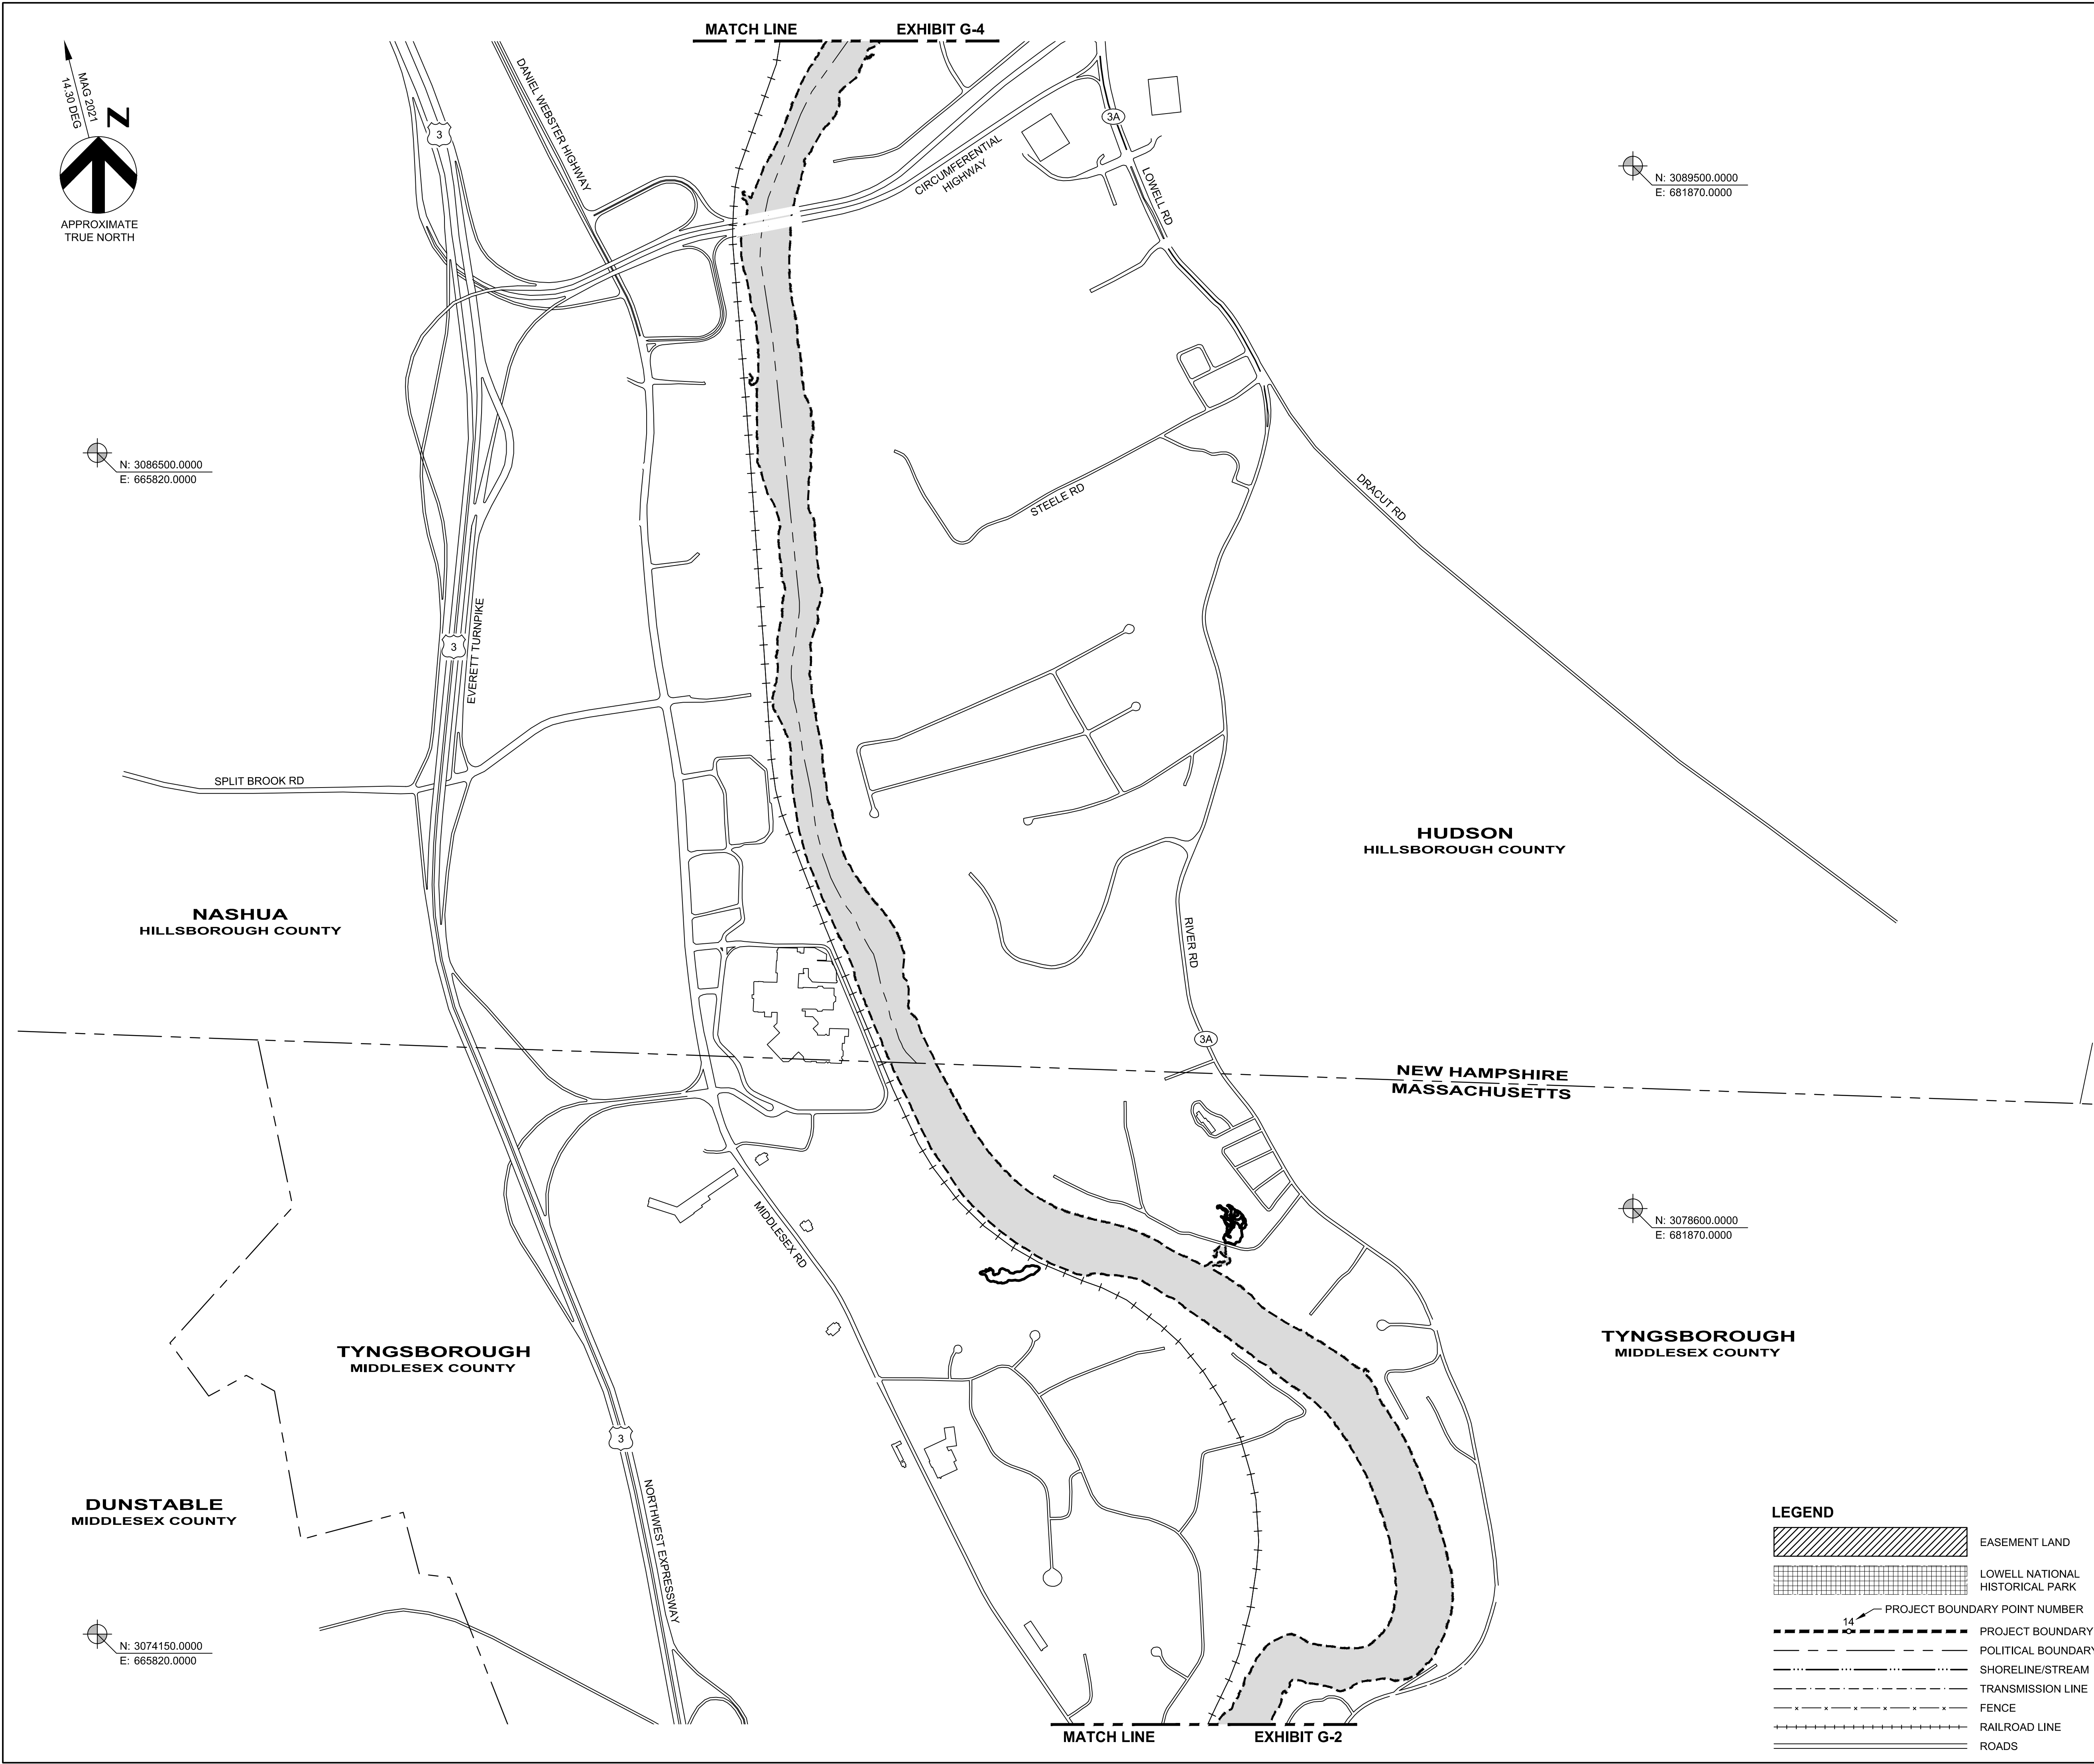 MATCH LINE EXHIBIT G-4
MAG 2021
14.30 DEG
N
APPROXIMATE
TRUE NORTH
3
DANIEL WEBSTER HIGHWAY
CIRCUMFERENTIAL
HIGHWAY
3A
LOWELL RD
N: 3089500.0000
E: 681870.0000
N: 3086500.0000
E: 665820.0000
STEELE RD
DRACUT RD
3
EVERETT TURNPIKE
SPLIT BROOK RD
HUDSON
HILLSBOROUGH COUNTY
NASHUA
HILLSBOROUGH COUNTY
RIVER RD
3A
NEW HAMPSHIRE
MASSACHUSETTS
MIDDLESEX RD
N: 3078600.0000
E: 681870.0000
TYNGSBOROUGH
MIDDLESEX COUNTY
TYNGSBOROUGH
MIDDLESEX COUNTY
3
NORTHWEST EXPRESSWAY
DUNSTABLE
MIDDLESEX COUNTY
N: 3074150.0000
E: 665820.0000
LEGEND
EASEMENT LAND
LOWELL NATIONAL
HISTORICAL PARK
PROJECT BOUNDARY POINT NUMBER
14
PROJECT BOUNDARY
POLITICAL BOUNDARY
SHORELINE/STREAM
TRANSMISSION LINE
FENCE
RAILROAD LINE
ROADS
MATCH LINE EXHIBIT G-2